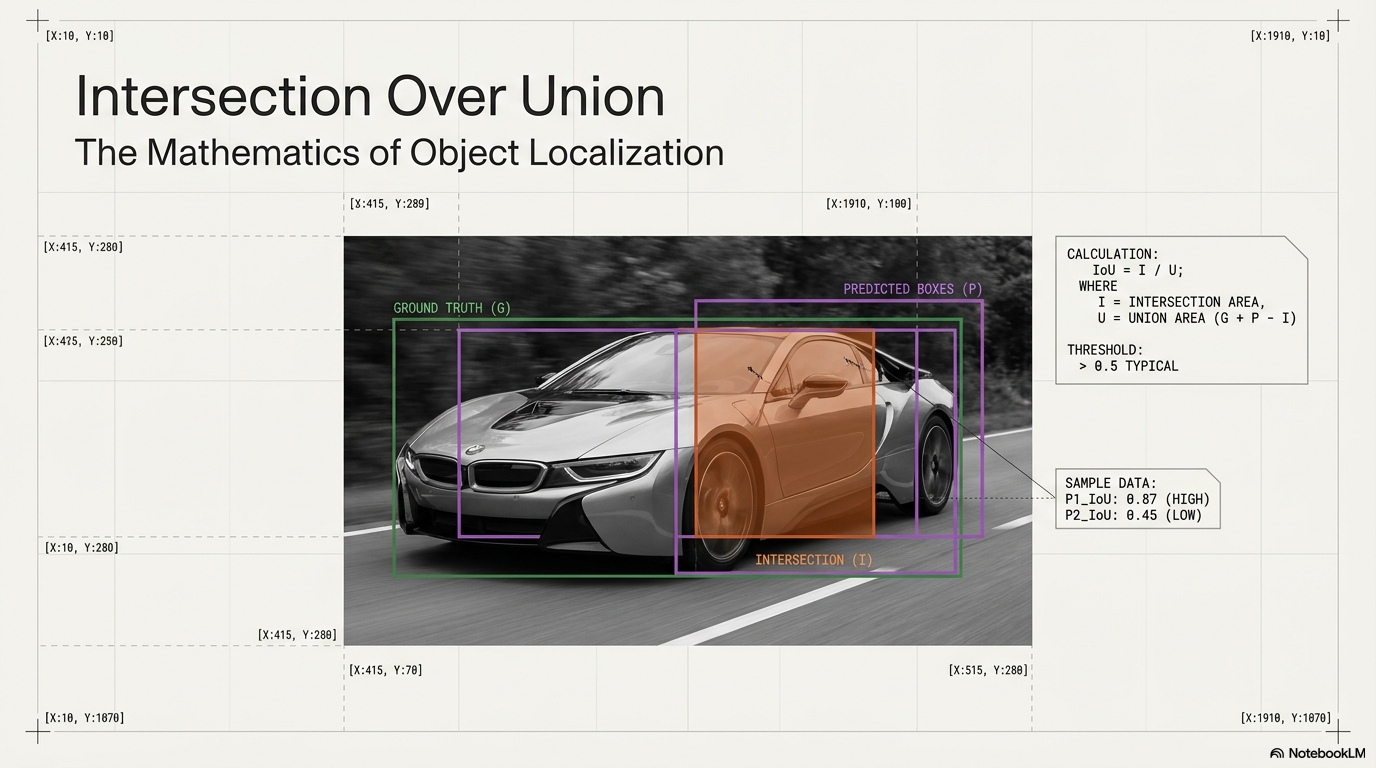 [X:10, Y:10]
[X:1910, Y:10]
Intersection Over Union
The Mathematics of Object Localization
[X:415, Y:289]
[X:1910, Y:100]
[X:415, Y:280]
[X:475, Y:250]
GROUND TRUTH (G)
PREDICTED BOXES (P)
INTERSECTION (I)
CALCULATION:
IoU = I / U;
WHERE
I = INTERSECTION AREA,
U = UNION AREA (G + P - I)
THRESHOLD:
> 0.5 TYPICAL
SAMPLE DATA:
P1_IoU: 0.87 (HIGH)
P2_IoU: 0.45 (LOW)
[X:10, Y:280]
[X:415, Y:280]
[X:415, Y:70]
[X:515, Y:280]
[X:10, Y:1070]
[X:1910, Y:1070]
NotebookLM